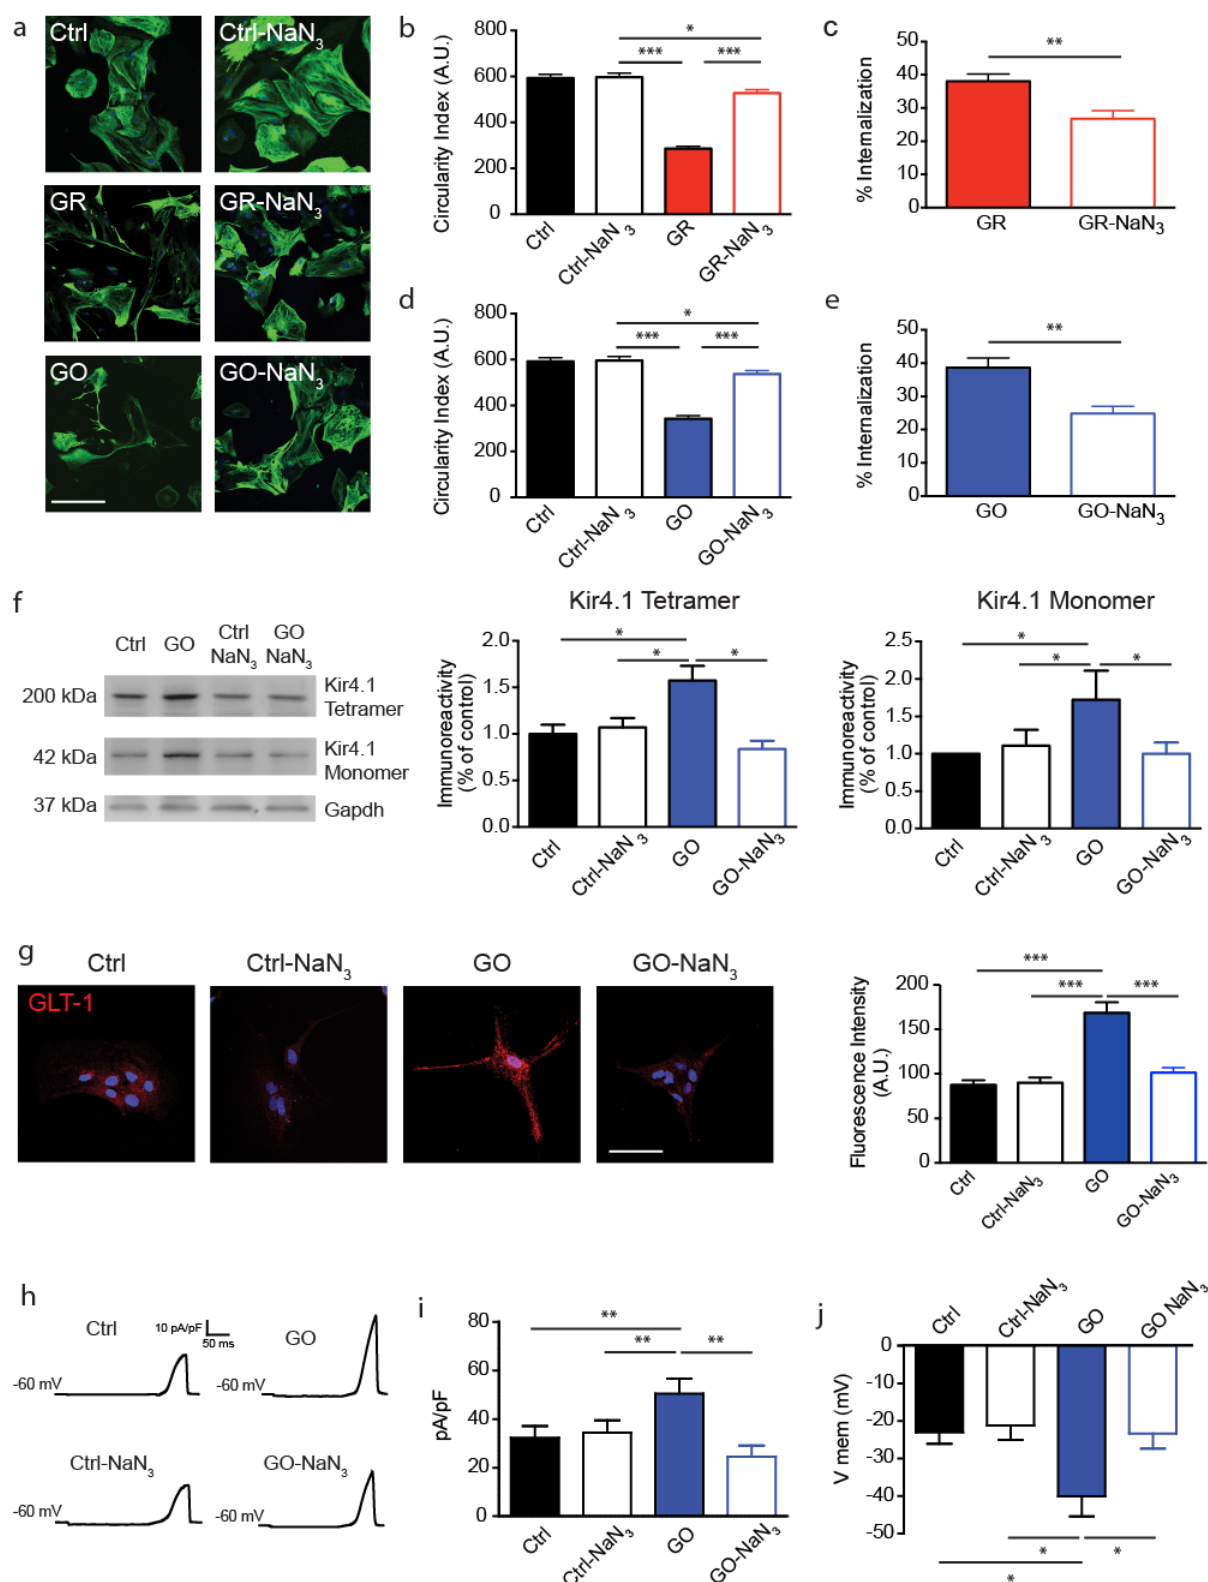 a
Ctrl
Ctrl-NaN3
GR
GR-NaN3
GO
GO-NaN3
b
Circularity Index (A.U.)
800
600
400
200
0
*
*** ***
Ctrl
Ctrl-NaN3
GR
GR-NaN3
c
% Internalization
50
40
30
20
10
0
**
GR
GR-NaN3
d
Circularity Index (A.U.)
800
600
400
200
0
*
*** ***
Ctrl
Ctrl-NaN3
GO
GO-NaN3
e
% Internalization
50
40
30
20
10
0
**
GO
GO-NaN3
f
Ctrl GO Ctrl GO
NaN3 NaN3
200 kDa
Kir4.1
Tetramer
42 kDa
Kir4.1
Monomer
37 kDa
Gapdh
Kir4.1 Tetramer
Immunoreactivity
(% of control)
2.0
1.5
1.0
0.5
0.0
*
* *
Ctrl
Ctrl-NaN3
GO
GO-NaN3
Kir4.1 Monomer
Immunoreactivity
(% of control)
2.5
2.0
1.5
1.0
0.5
0.0
*
* *
Ctrl
Ctrl-NaN3
GO
GO-NaN3
g
Ctrl
Ctrl-NaN3
GO
GO-NaN3
GLT-1
Fluorescence Intensity
(A.U.)
200
150
100
50
0
***
*** ***
Ctrl
Ctrl-NaN3
GO
GO-NaN3
h
Ctrl
10 pA/pF
50 ms
GO
-60 mV
-60 mV
Ctrl-NaN3
GO-NaN3
-60 mV
-60 mV
i
pA/pF
80
60
40
20
0
**
** **
Ctrl
Ctrl-NaN3
GO
GO-NaN3
j
Ctrl
Ctrl-NaN3
GO
GO NaN3
V mem (mV)
0
-10
-20
-30
-40
-50
* *
*